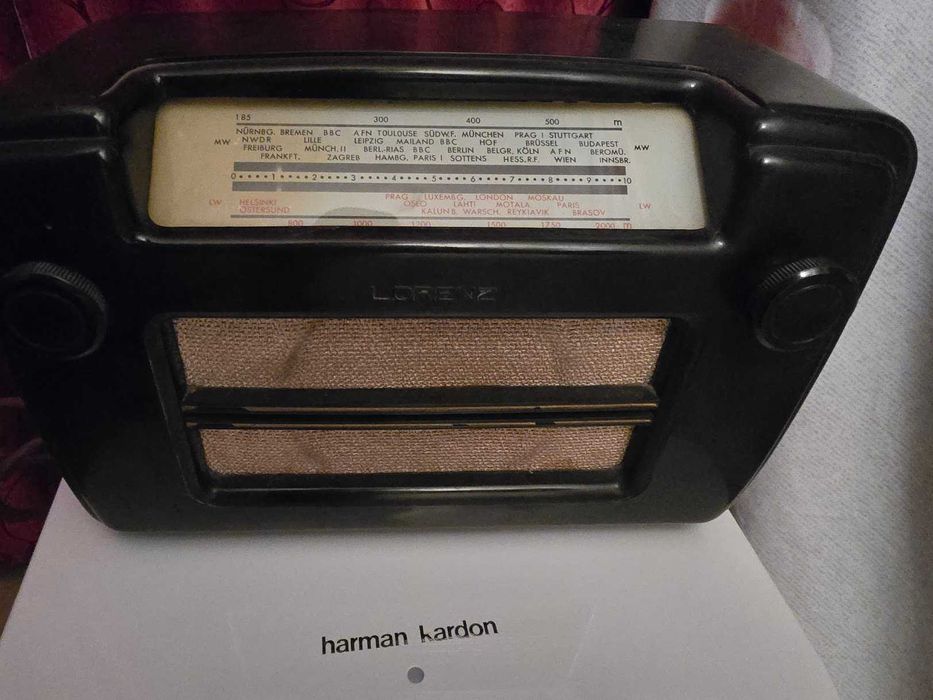 185 300 400 500 m
NÜRNBG. BREMEN BBC AFN TOULOUSE SÜDW.F. MÜNCHEN PRAG I STUTTGART
MW NWDR LILLE LEIPZIG MAILAND BBC HOF BRÜSSEL BUDAPEST MW
FREIBURG MÜNCH.II BERL.-RIAS BBC BERLIN BELGR. KÖLN AFN BEROMÜ.
FRANKFT. ZAGREB HAMBG. PARIS I SOTTENS HESS.R.F. WIEN INNSBR.
0 1 2 3 4 5 6 7 8 9 10
PRAG LUXEMBG. LONDON MOSKAU
LW HELSINKI OSLO LAHTI MOTALA PARIS LW
ÖSTERSUND KALUNB. WARSCH. REYKJAVIK BRASOV
800 1000 1200 1500 1750 2000 m
LORENZ
harman kardon